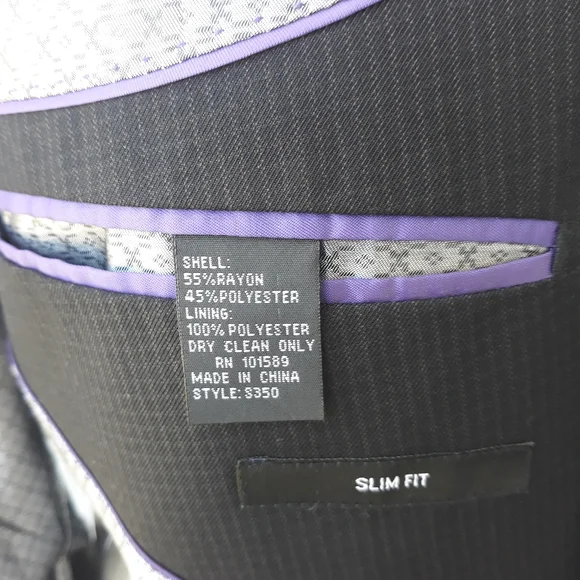 SHELL:
55%RAYON
45%POLYESTER
LINING:
100%POLYESTER
DRY CLEAN ONLY
RN 101589
MADE IN CHINA
STYLE:S350
SLIM FIT